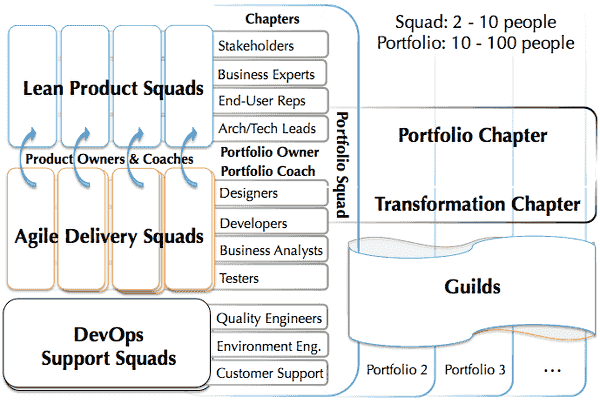 Chapters
Squad: 2 - 10 people
Portfolio: 10 - 100 people
Stakeholders
Business Experts
Lean Product Squads
End-User Reps
Arch/Tech Leads
Portfolio Squad
Portfolio Chapter
Product Owners & Coaches
Portfolio Owner
Portfolio Coach
Designers
Transformation Chapter
Developers
Agile Delivery Squads
Business Analysts
Testers
Guilds
DevOps
Support Squads
Quality Engineers
Environment Eng.
Customer Support
Portfolio 2
Portfolio 3
...